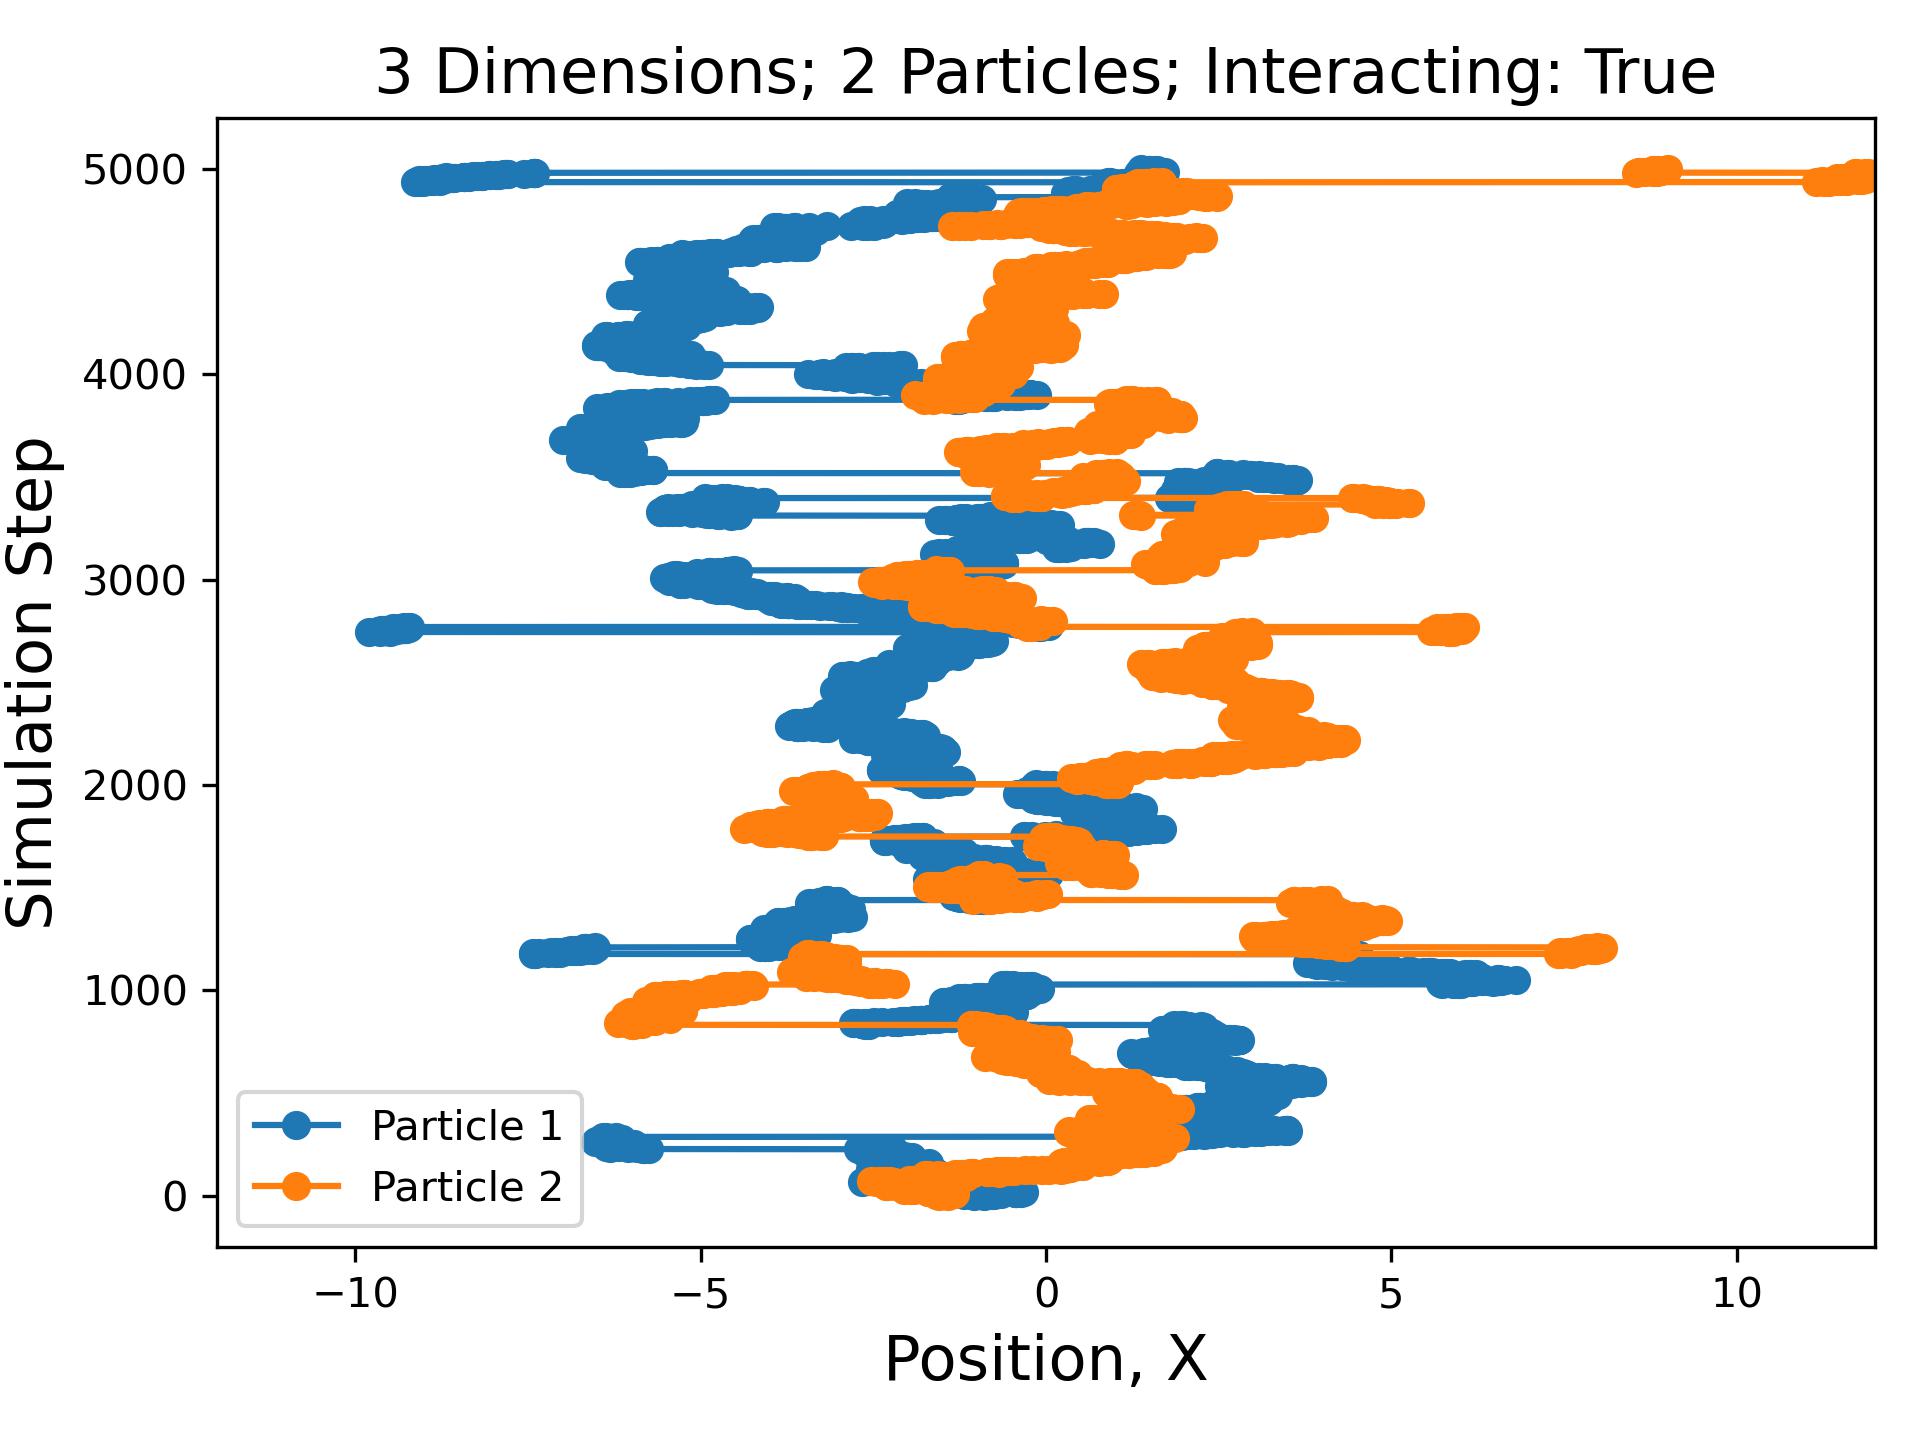 3 Dimensions; 2 Particles; Interacting: True
Simulation Step
5000
4000
3000
2000
1000
0
Particle 1
Particle 2
−10
−5
0
5
10
Position, X